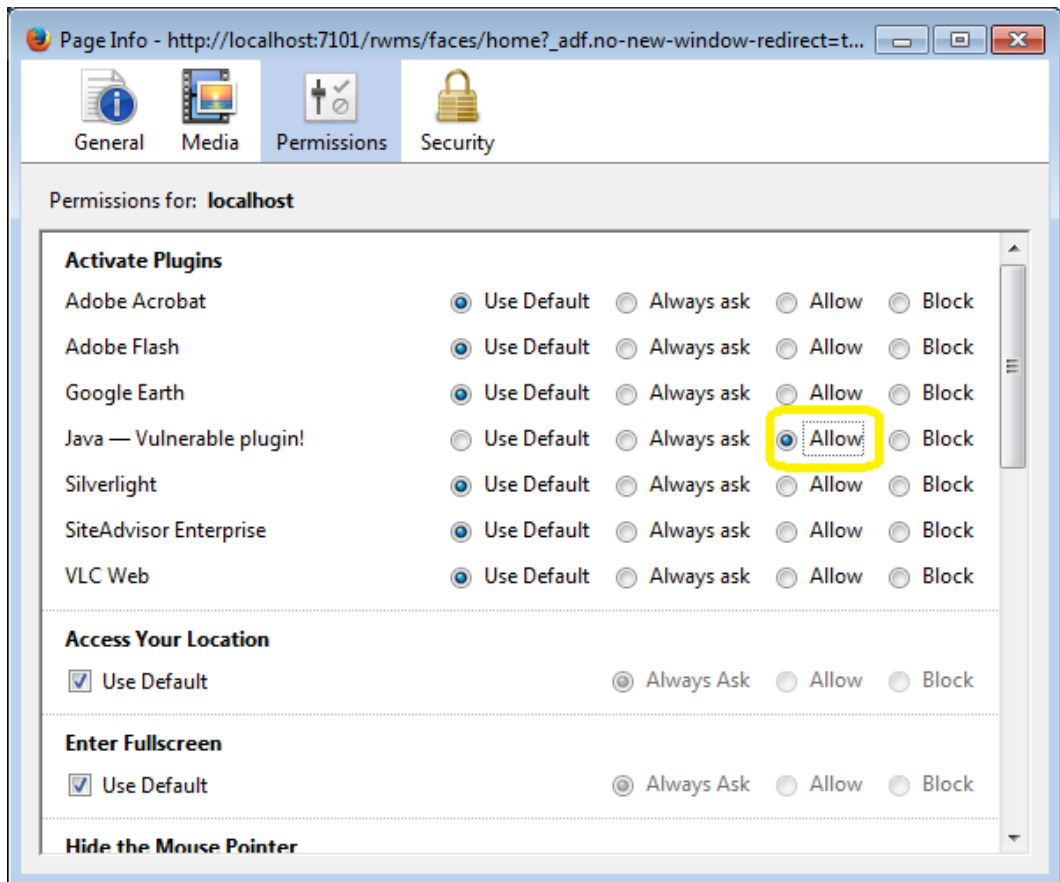 Page Info - http://localhost:7101/rwms/faces/home?_adf.no-new-window-redirect=t...
General Media Permissions Security
Permissions for: localhost
Activate Plugins
Adobe Acrobat Use Default Always ask Allow Block
Adobe Flash Use Default Always ask Allow Block
Google Earth Use Default Always ask Allow Block
Java — Vulnerable plugin! Use Default Always ask Allow Block
Silverlight Use Default Always ask Allow Block
SiteAdvisor Enterprise Use Default Always ask Allow Block
VLC Web Use Default Always ask Allow Block
Access Your Location
Use Default Always Ask Allow Block
Enter Fullscreen
Use Default Always Ask Allow Block
Hide the Mouse Pointer